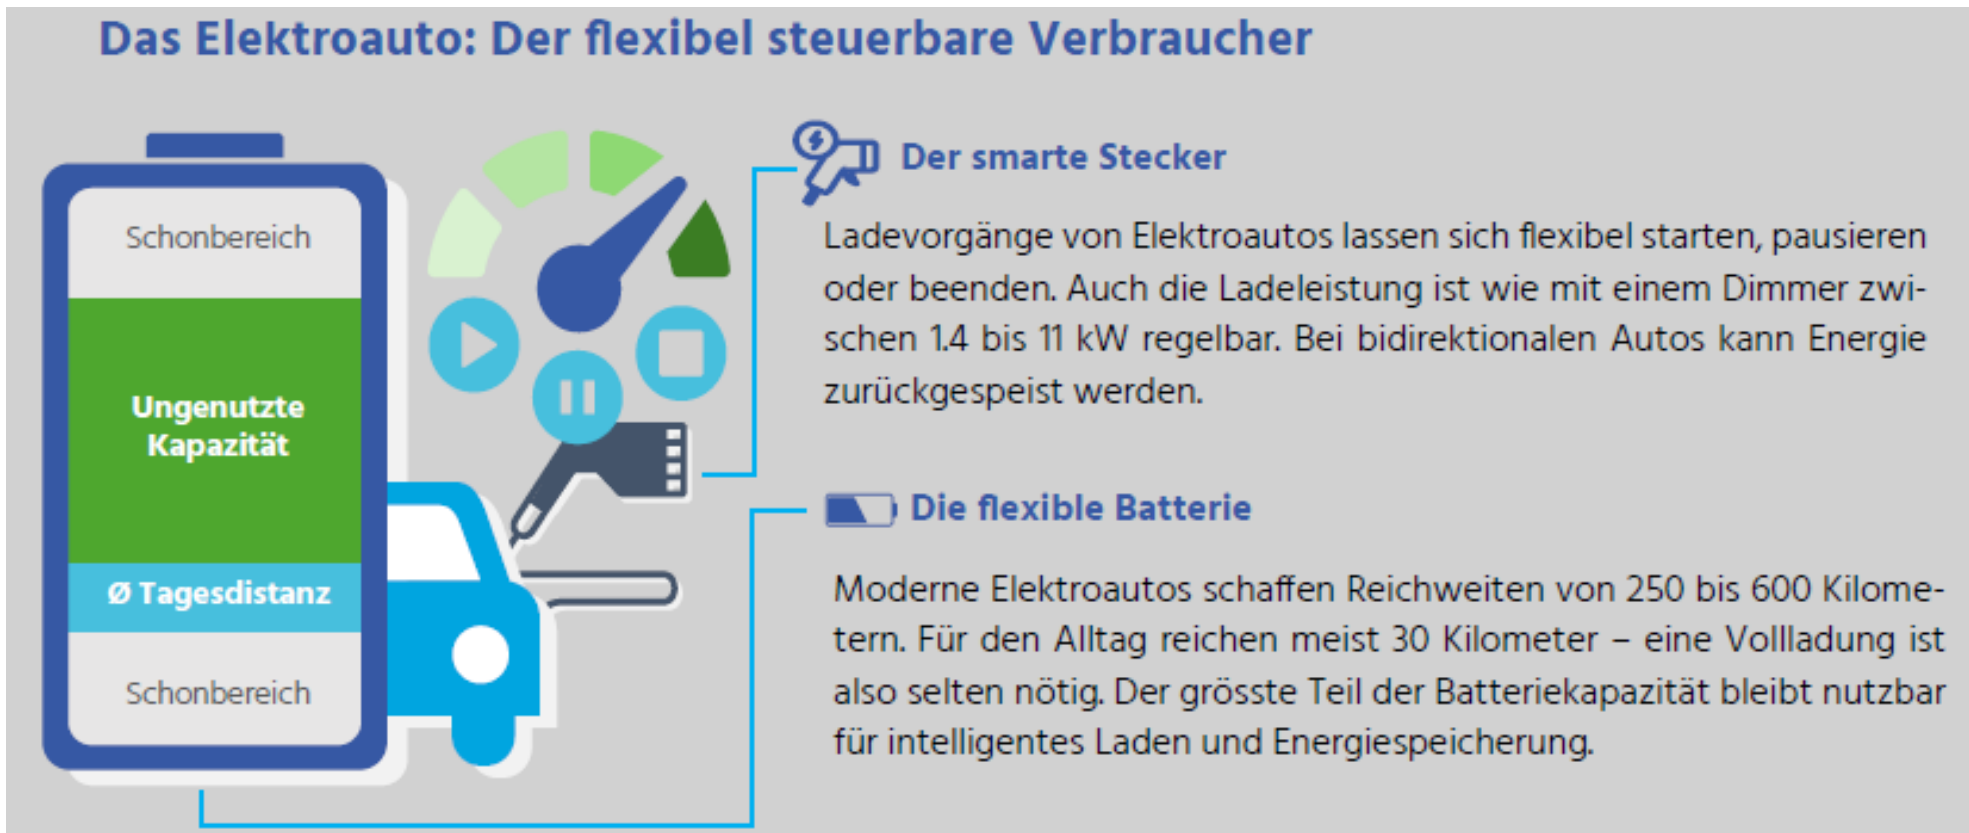 Das Elektroauto: Der flexibel steuerbare Verbraucher
Schonbereich
Ungenutzte
Kapazität
Ø Tagesdistanz
Schonbereich
Der smarte Stecker
Ladevorgänge von Elektroautos lassen sich flexibel starten, pausieren
oder beenden. Auch die Ladeleistung ist wie mit einem Dimmer zwi-
schen 1.4 bis 11 kW regelbar. Bei bidirektionalen Autos kann Energie
zurückgespeist werden.
Die flexible Batterie
Moderne Elektroautos schaffen Reichweiten von 250 bis 600 Kilome-
tern. Für den Alltag reichen meist 30 Kilometer – eine Vollladung ist
also selten nötig. Der grösste Teil der Batteriekapazität bleibt nutzbar
für intelligentes Laden und Energiespeicherung.